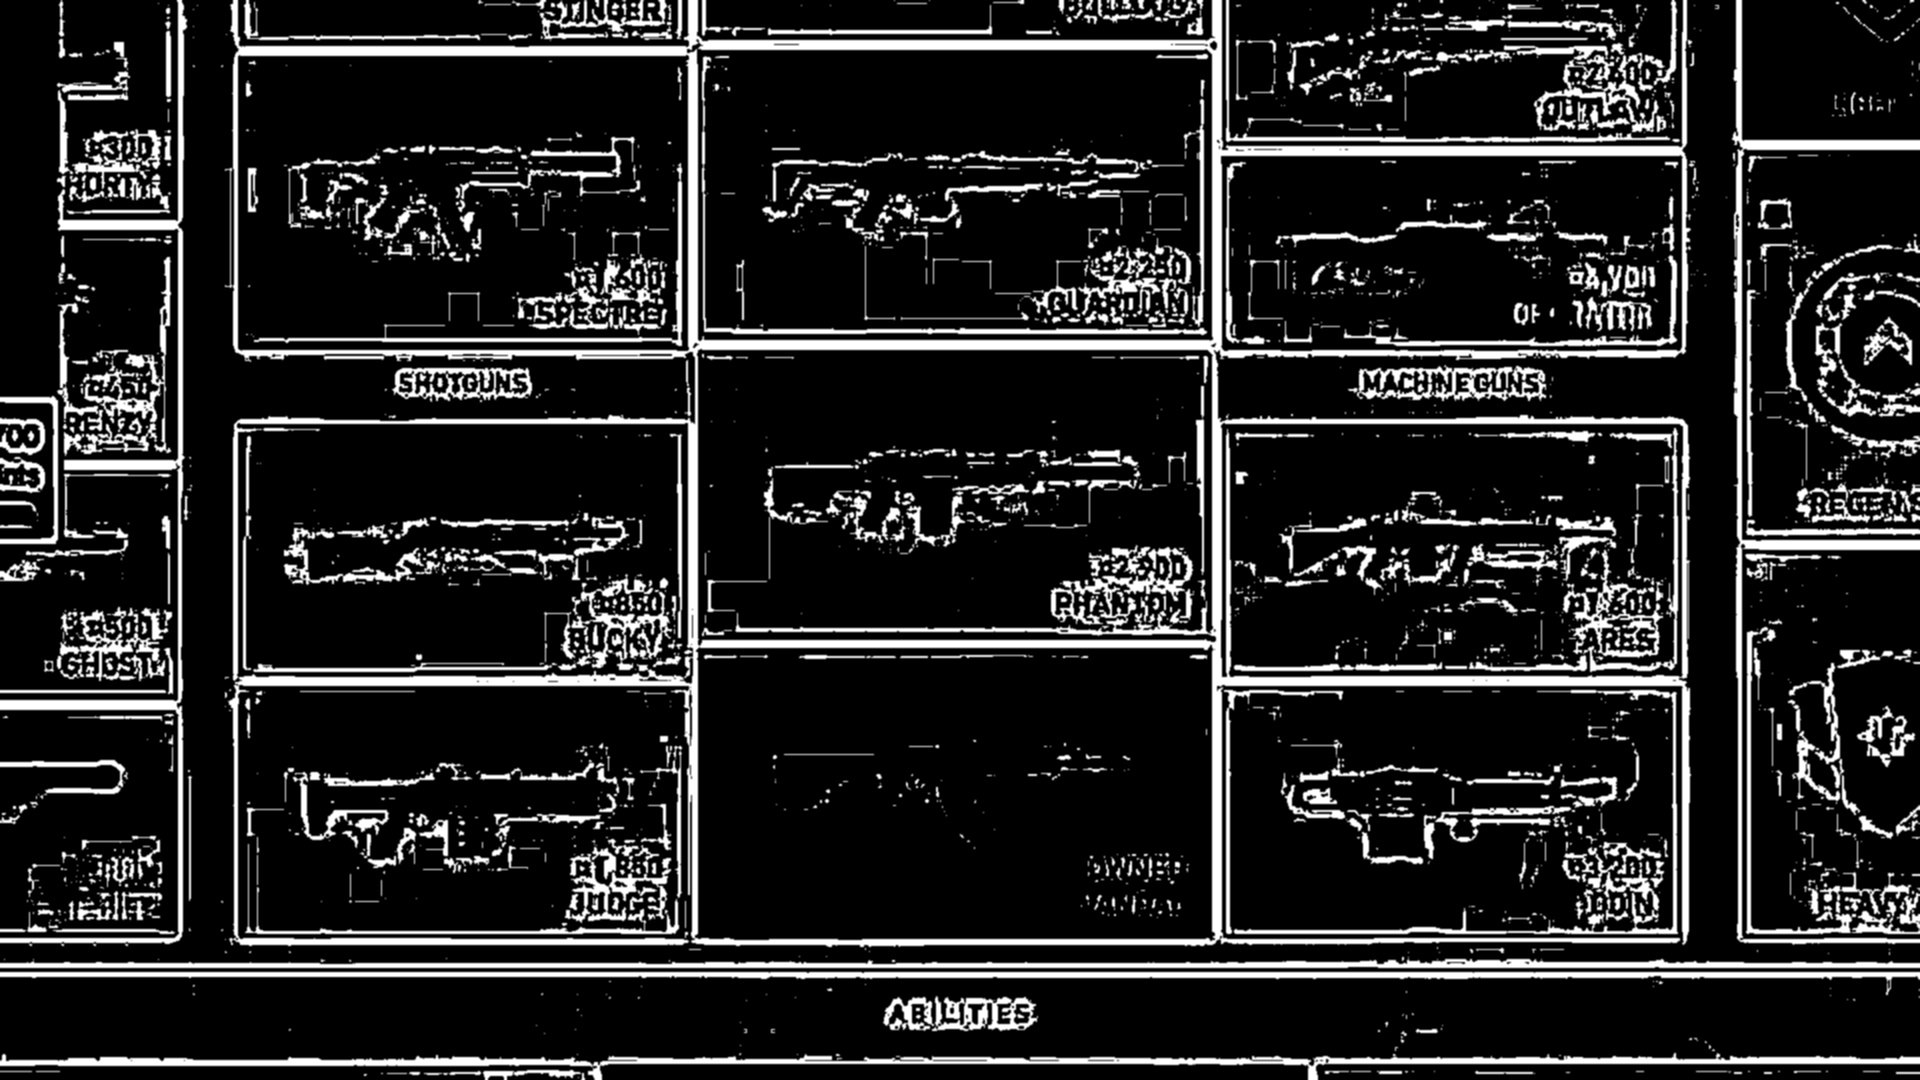 STINGER
BULLDOG
¤2,400
OUTLAW
¤300
SHORTY
¤1,600
SPECTRE
¤2,250
GUARDIAN
SHOTGUNS
MACHINE GUNS
¤450
FRENZY
REGEN S
¤850
BUCKY
¤2,900
PHANTOM
¤1,600
ARES
¤500
GHOST
¤1,850
JUDGE
OWNED
VANDAL
¤3,200
ODIN
HEAVY
ABILITIES